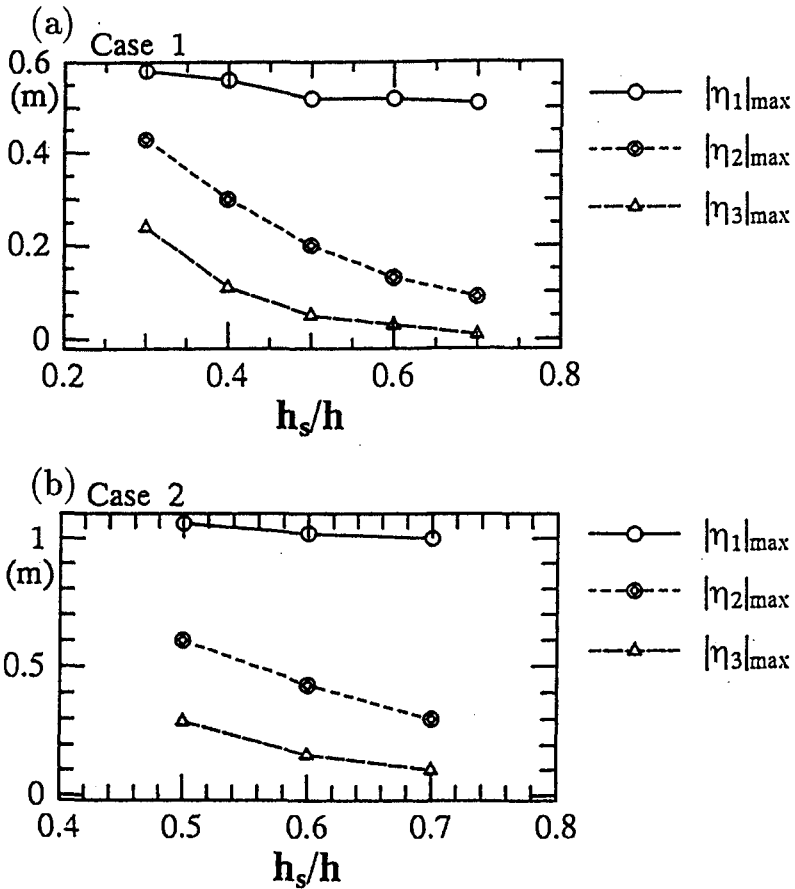 (a)
Case 1
0.6
(m)
0.4
0.2
0
0.2 0.4 0.6 0.8
hₛ/h
|η₁|max
|η₂|max
|η₃|max
(b)
Case 2
1
(m)
0.5
0
0.4 0.5 0.6 0.7 0.8
hₛ/h
|η₁|max
|η₂|max
|η₃|max